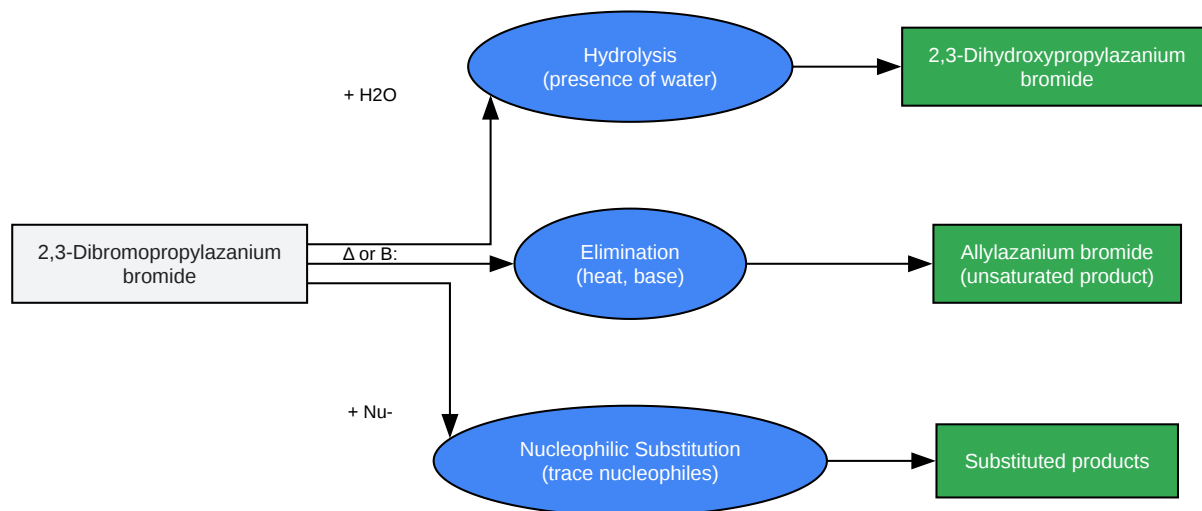 Hydrolysis
(presence of water)
2,3-Dihydroxypropylazanium
bromide
+ H2O
2,3-Dibromopropylazanium
bromide
Δ or B:
Elimination
(heat, base)
Allylazanium bromide
(unsaturated product)
+ Nu-
Nucleophilic Substitution
(trace nucleophiles)
Substituted products